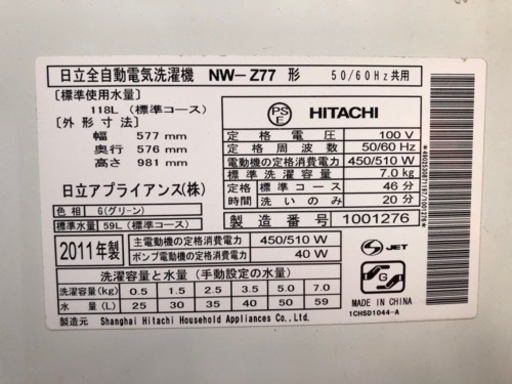 日立全自動電気洗濯機 NW-Z77 形 50/60Hz共用
〔標準使用水量〕
118L (標準コース)
〔外形寸法〕
幅 577 mm
奥行 576 mm
高さ 981 mm
日立アプライアンス(株)
色相 G(グリーン)
標準水量 59L (標準コース)
PSE HITACHI
定格電圧 100 V
定格周波数 50/60 Hz
電動機の定格消費電力 450/510 W
標準洗濯容量 7.0 kg
定格時間 標準コース 46分
洗いのみ 20分
製造番号 1001276
2011年製
主電動機の定格消費電力 450/510 W
ポンプ電動機の定格消費電力 40 W
洗濯容量と水量 (手動設定の水量)
洗濯容量(kg) 0.5 1.5 2.5 3.5 5.0 7.0
水量(L) 25 30 35 40 50 59
製造元 Shanghai Hitachi Household Appliances Co., Ltd.
S-JET
G
MADE IN CHINA
1CHSD1044-A